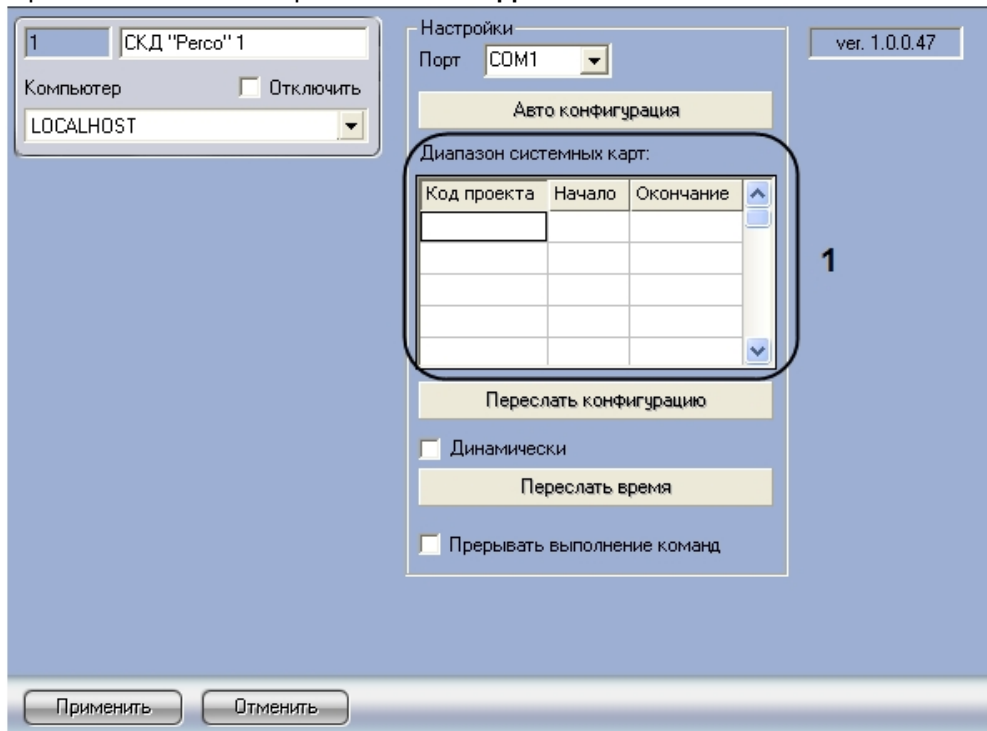 1
СКД "Perco" 1
Компьютер
Отключить
LOCALHOST
Настройки
Порт COM1
Авто конфигурация
Диапазон системных карт:
Код проекта Начало Окончание
1
Переслать конфигурацию
Динамически
Переслать время
Прерывать выполнение команд
ver. 1.0.0.47
Применить Отменить